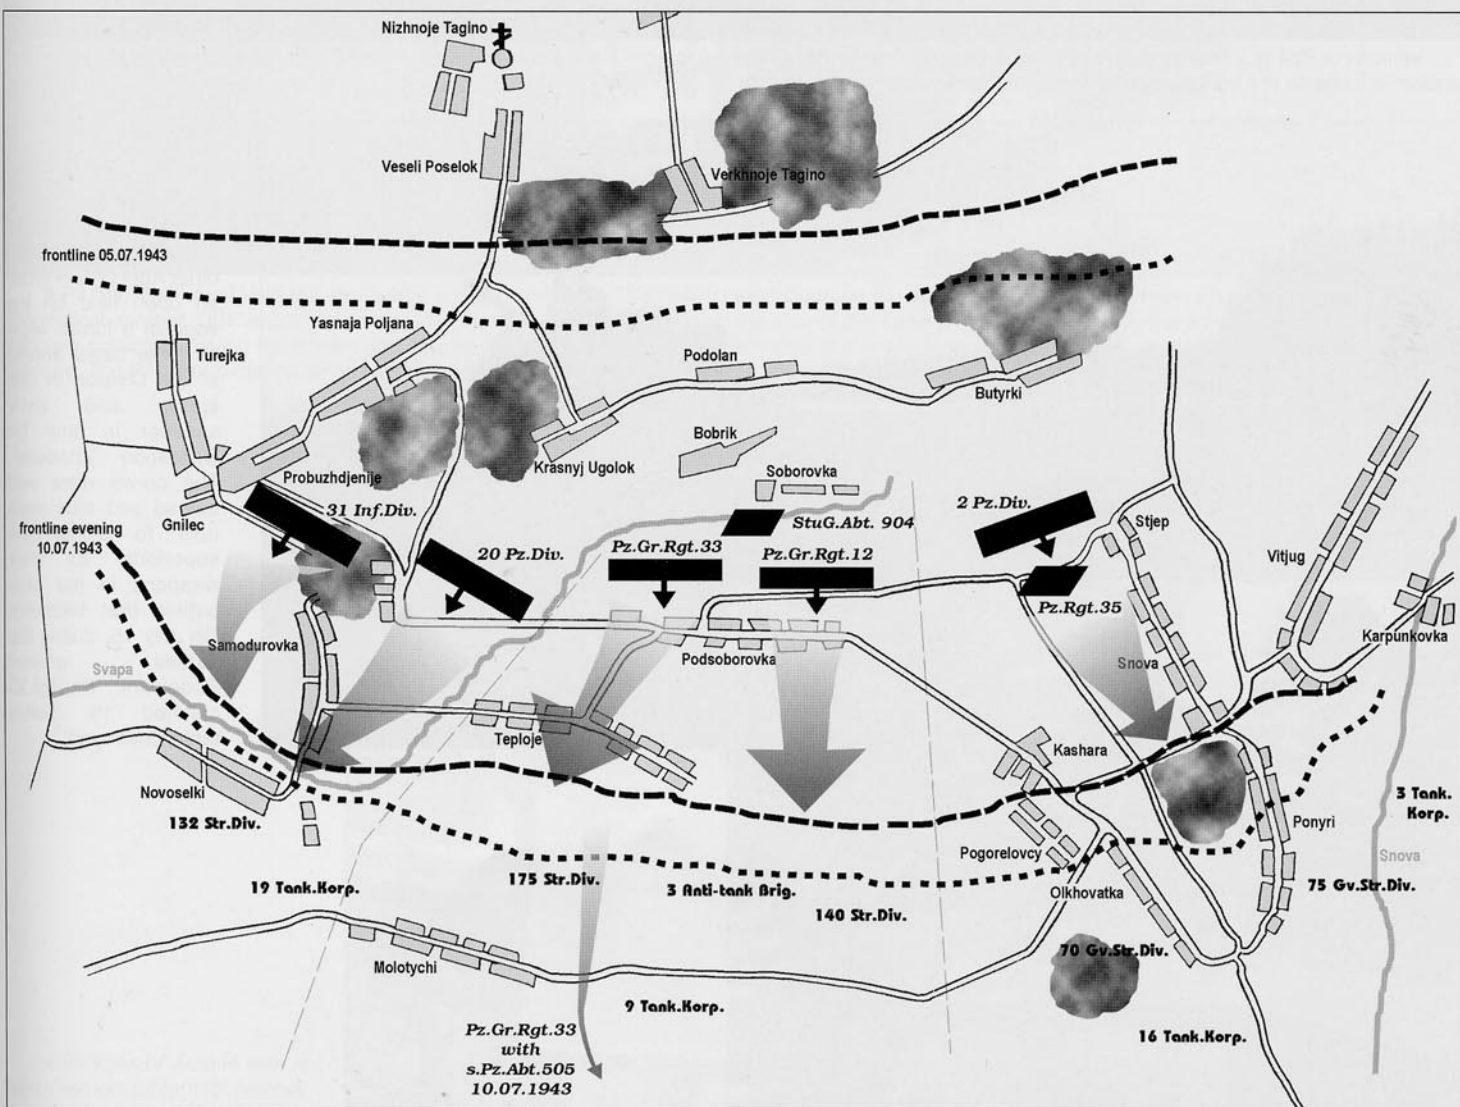 Nizhnoje Tagino
Veseli Poselok
Verkhnoje Tagino
frontline 05.07.1943
Yasnaja Poljana
Turejka
Podolan
Butyrki
Bobrik
Krasnyj Ugolok
Soborovka
Probuzhdjenije
31 Inf.Div.
Gnilec
frontline evening
10.07.1943
20 Pz.Div.
Pz.Gr.Rgt.33
Pz.Gr.Rgt.12
StuG.Abt. 904
2 Pz.Div.
Stjep
Vitjug
Pz.Rgt.35
Karpunkovka
Samodurovka
Podsoborovka
Snova
Svapa
Teploje
Kashara
Novoselki
132 Str.Div.
3 Tank.
Korp.
Ponyri
Pogorelovcy
Snova
19 Tank.Korp.
175 Str.Div.
3 Anti-tank Brig.
140 Str.Div.
Olkhovatka
75 Gv.Str.Div.
70 Gv.Str.Div.
Molotychi
9 Tank.Korp.
16 Tank.Korp.
Pz.Gr.Rgt.33
with
s.Pz.Abt.505
10.07.1943